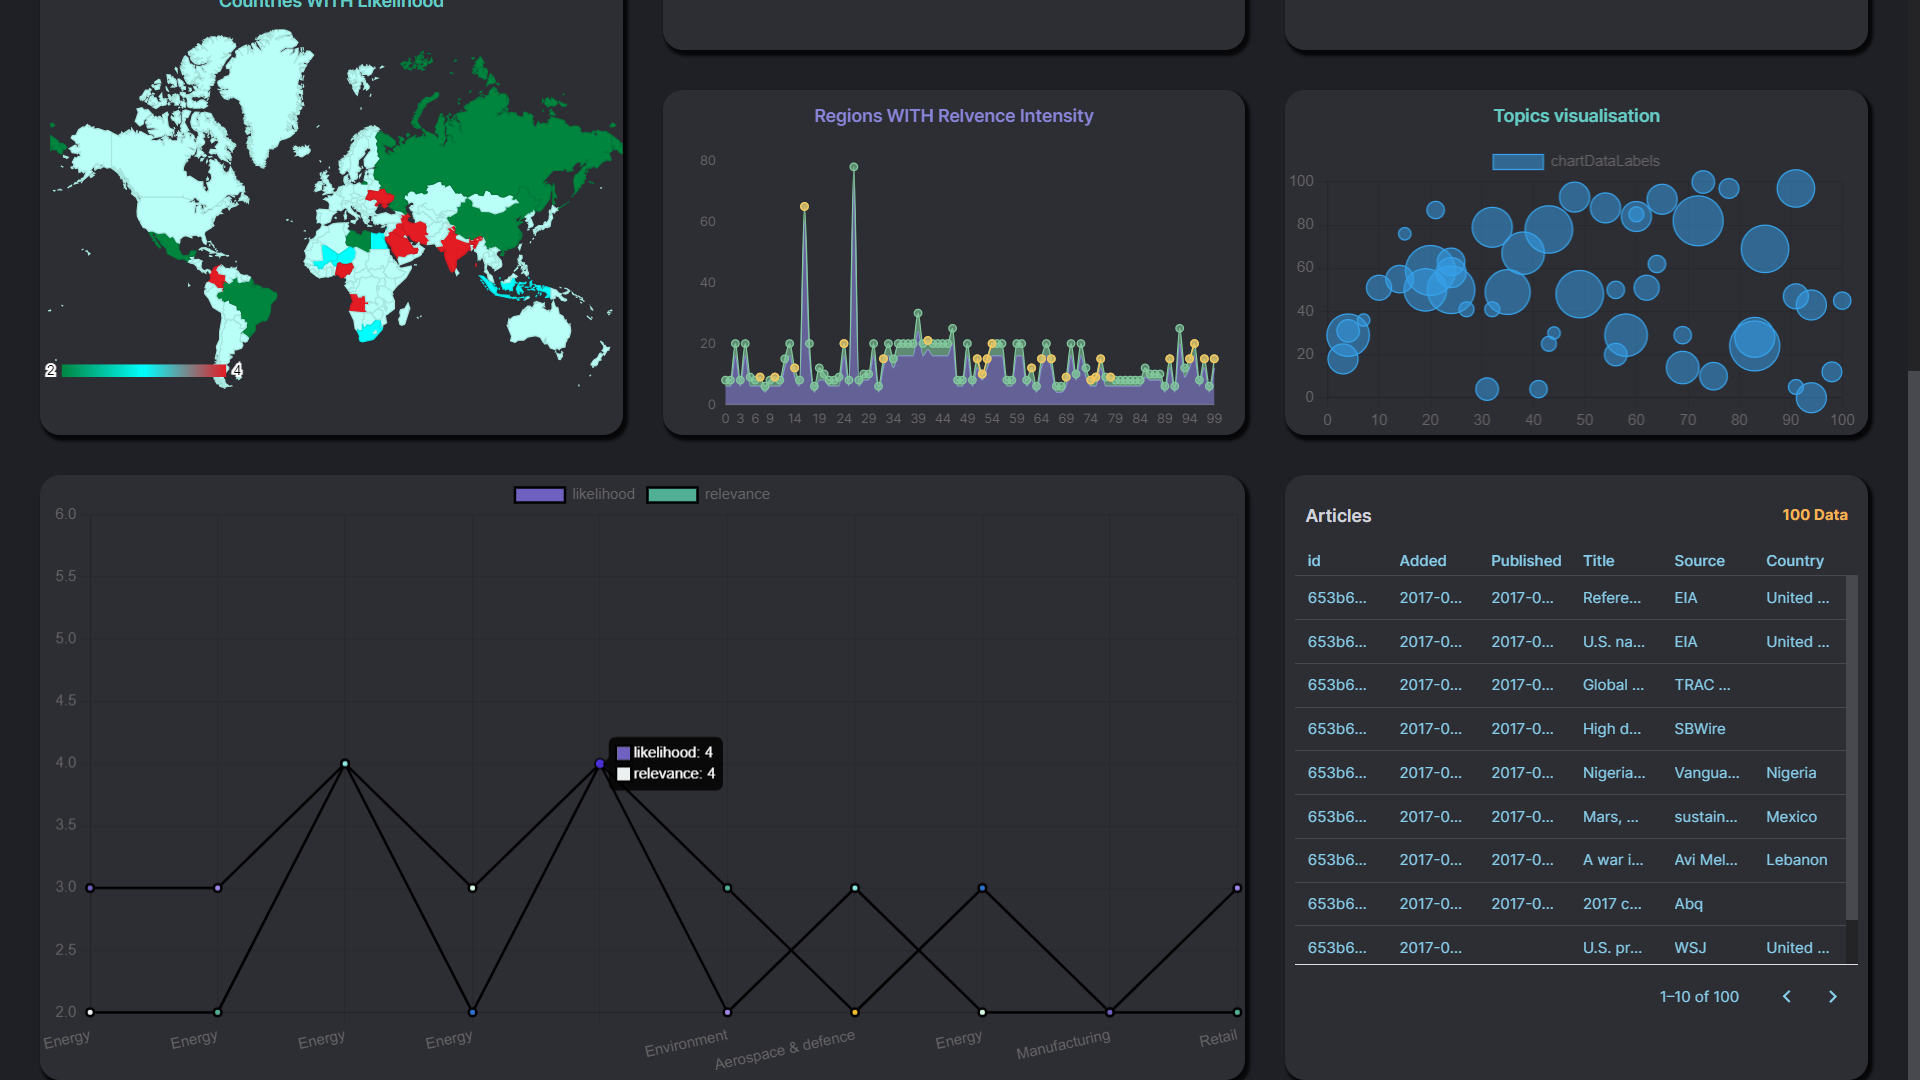 Countries WITH Likelihood
2
4
Regions WITH Relvence Intensity
80
60
40
20
0
0 3 6 9 14 19 24 29 34 39 44 49 54 59 64 69 74 79 84 89 94 99
Topics visualisation
chartDataLabels
100
80
60
40
20
0
0 10 20 30 40 50 60 70 80 90 100
likelihood relevance
6.0
5.5
5.0
4.5
4.0
3.5
3.0
2.5
2.0
likelihood: 4
relevance: 4
Energy Energy Energy Energy Environment Aerospace & defence Energy Manufacturing Retail
Articles 100 Data
id Added Published Title Source Country
653b6... 2017-0... 2017-0... Refere... EIA United ...
653b6... 2017-0... 2017-0... U.S. na... EIA United ...
653b6... 2017-0... 2017-0... Global ... TRAC ...
653b6... 2017-0... 2017-0... High d... SBWire
653b6... 2017-0... 2017-0... Nigeria... Vangua... Nigeria
653b6... 2017-0... 2017-0... Mars, ... sustain... Mexico
653b6... 2017-0... 2017-0... A war i... Avi Mel... Lebanon
653b6... 2017-0... 2017-0... 2017 c... Abq
653b6... 2017-0... U.S. pr... WSJ United ...
1–10 of 100